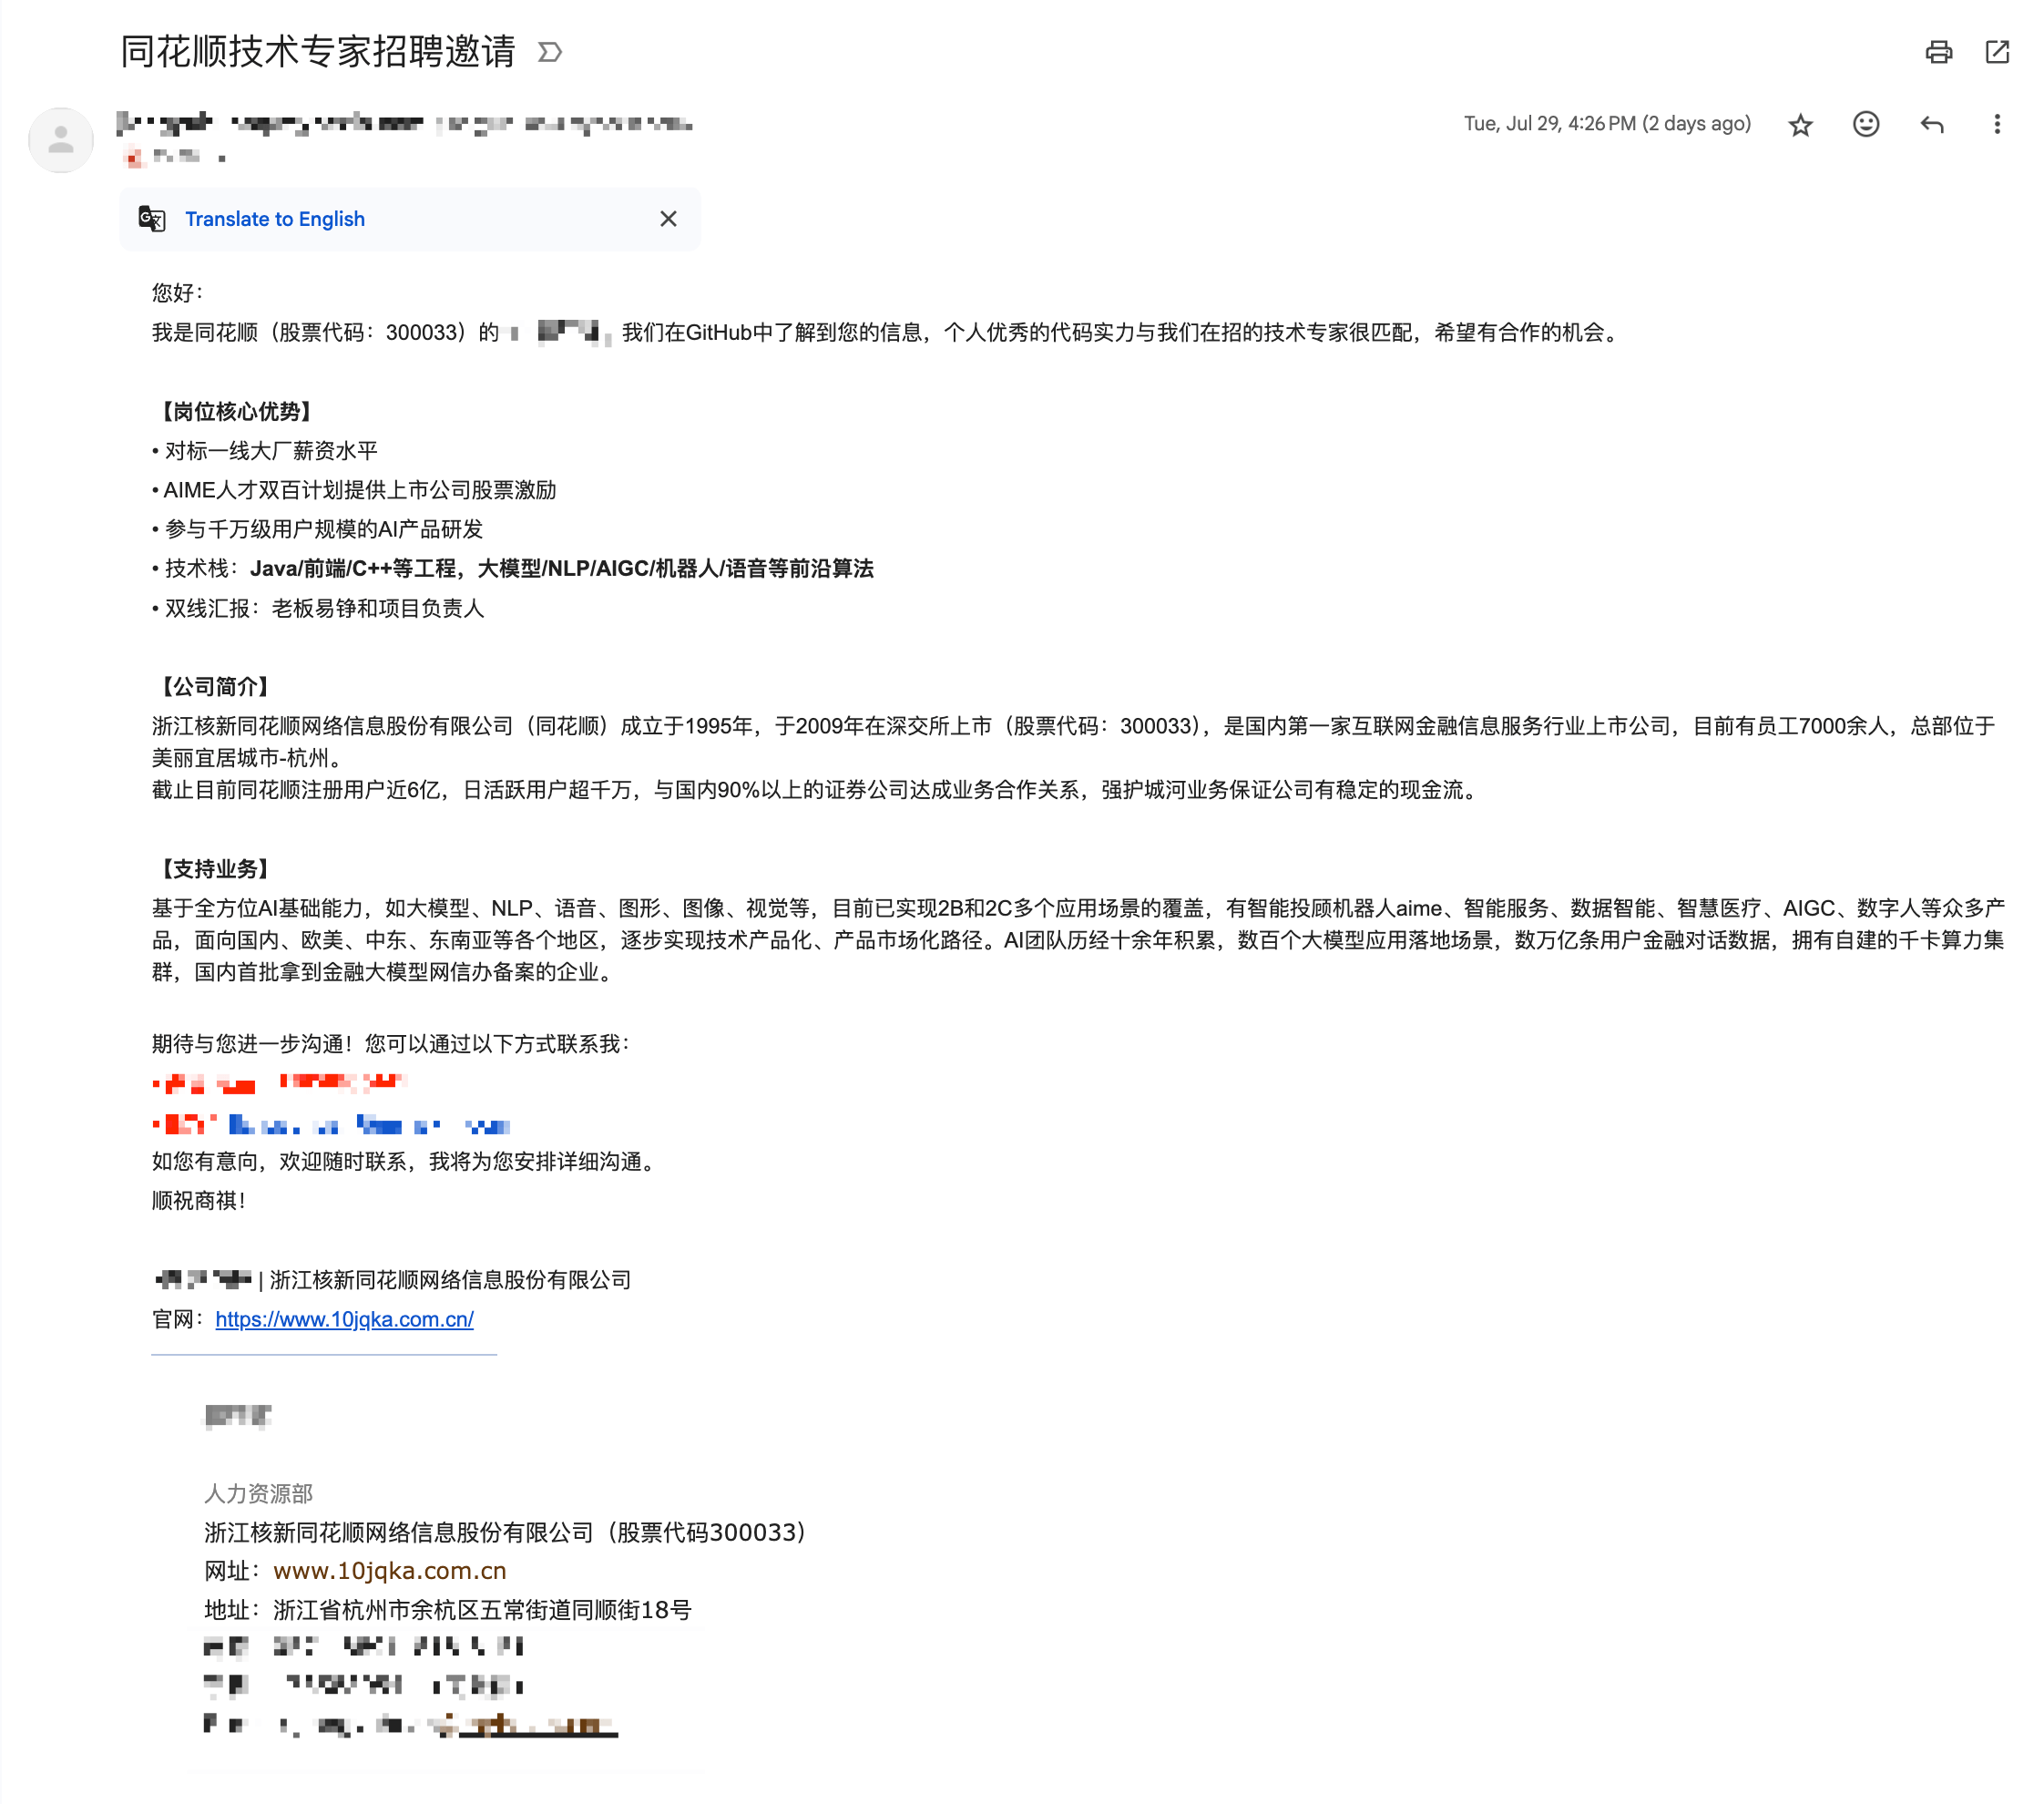 同花顺技术专家招聘邀请
Tue, Jul 29, 4:26 PM (2 days ago)
Translate to English
您好：
我是同花顺（股票代码：300033）的 我们在GitHub中了解到您的信息，个人优秀的代码实力与我们在招的技术专家很匹配，希望有合作的机会。
【岗位核心优势】
• 对标一线大厂薪资水平
• AIME人才双百计划提供上市公司股票激励
• 参与千万级用户规模的AI产品研发
• 技术栈：Java/前端/C++等工程，大模型/NLP/AIGC/机器人/语音等前沿算法
• 双线汇报：老板易铮和项目负责人
【公司简介】
浙江核新同花顺网络信息股份有限公司（同花顺）成立于1995年，于2009年在深交所上市（股票代码：300033），是国内第一家互联网金融信息服务行业上市公司，目前有员工7000余人，总部位于
美丽宜居城市-杭州。
截止目前同花顺注册用户近6亿，日活跃用户超千万，与国内90%以上的证券公司达成业务合作关系，强护城河业务保证公司有稳定的现金流。
【支持业务】
基于全方位AI基础能力，如大模型、NLP、语音、图形、图像、视觉等，目前已实现2B和2C多个应用场景的覆盖，有智能投顾机器人aime、智能服务、数据智能、智慧医疗、AIGC、数字人等众多产
品，面向国内、欧美、中东、东南亚等各个地区，逐步实现技术产品化、产品市场化路径。AI团队历经十余年积累，数百个大模型应用落地场景，数万亿条用户金融对话数据，拥有自建的千卡算力集
群，国内首批拿到金融大模型网信办备案的企业。
期待与您进一步沟通！您可以通过以下方式联系我：
如您有意向，欢迎随时联系，我将为您安排详细沟通。
顺祝商祺！
| 浙江核新同花顺网络信息股份有限公司
官网：https://www.10jqka.com.cn/
人力资源部
浙江核新同花顺网络信息股份有限公司（股票代码300033）
网址：www.10jqka.com.cn
地址：浙江省杭州市余杭区五常街道同顺街18号